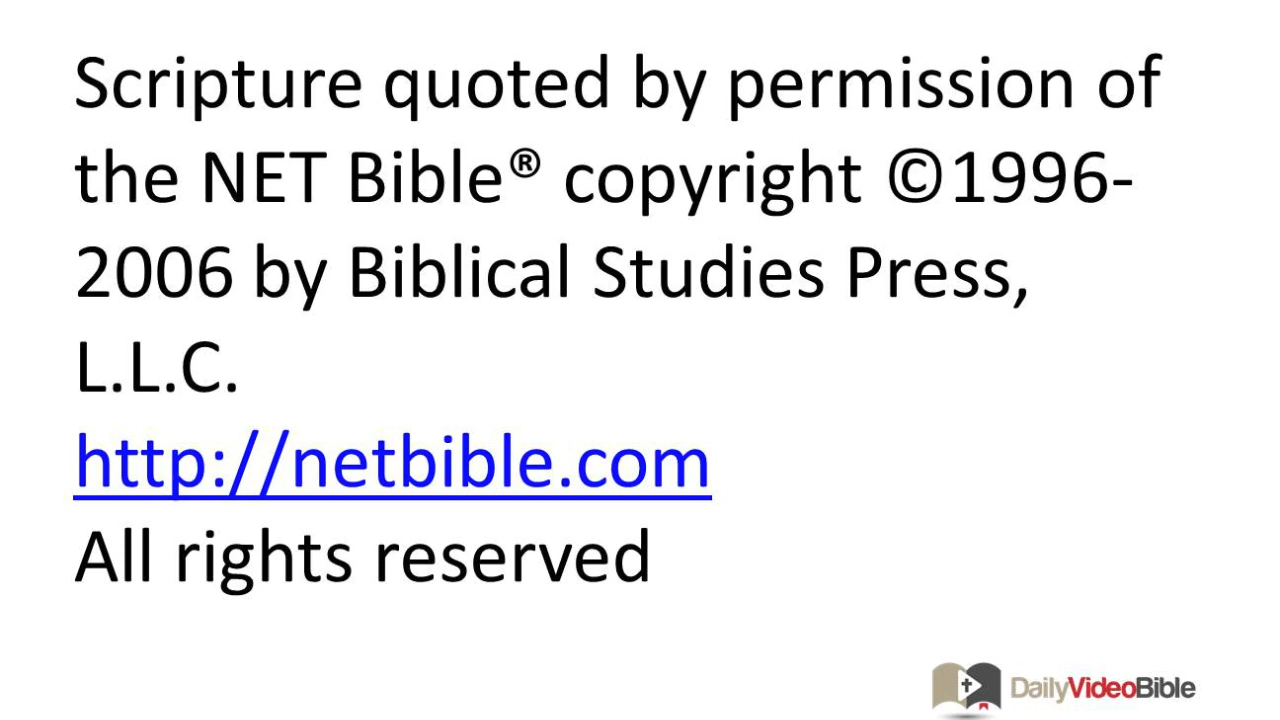 Scripture quoted by permission of
the NET Bible® copyright ©1996-
2006 by Biblical Studies Press,
L.L.C.
http://netbible.com
All rights reserved
DailyVideoBible